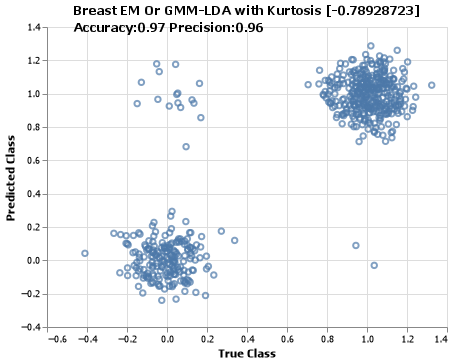 Breast EM Or GMM-LDA with Kurtosis [-0.78928723]
Accuracy:0.97 Precision:0.96
1.4
1.2
1.0
0.8
0.6
0.4
0.2
0.0
−0.2
−0.4
Predicted Class
−0.6 −0.4 −0.2 0.0 0.2 0.4 0.6 0.8 1.0 1.2 1.4
True Class